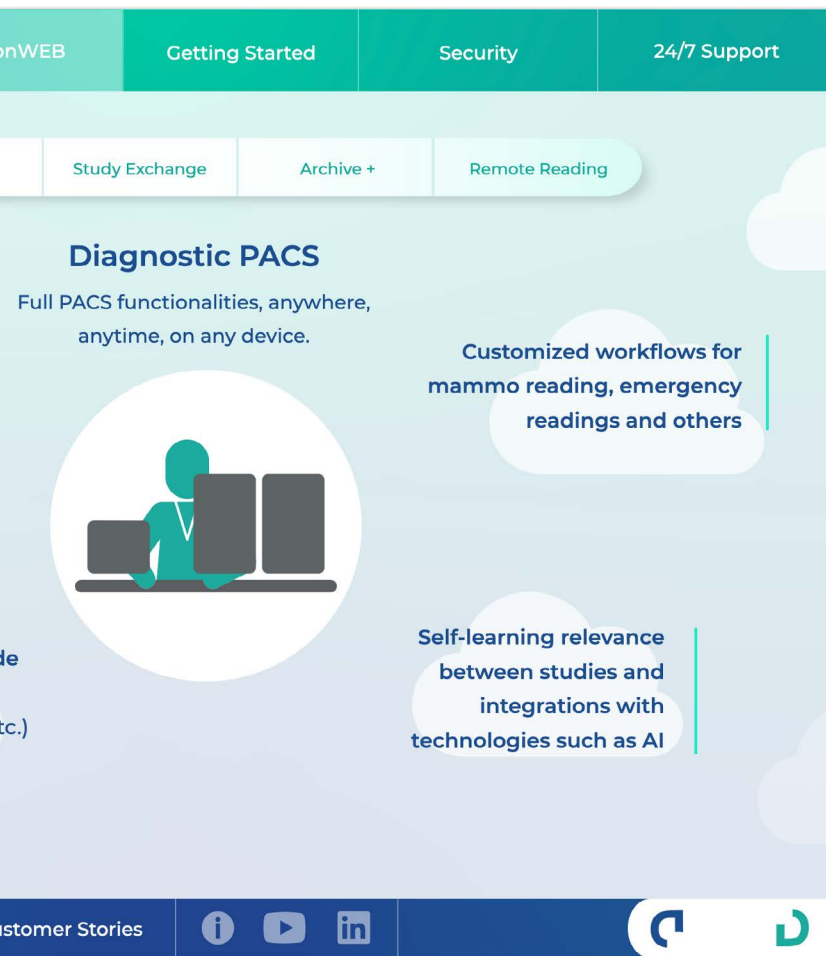 onWEB
Getting Started
Security
24/7 Support
Study Exchange
Archive +
Remote Reading
Diagnostic PACS
Full PACS functionalities, anywhere,
anytime, on any device.
Customized workflows for
mammo reading, emergency
readings and others
de
tc.)
Self-learning relevance
between studies and
integrations with
technologies such as AI
ustomer Stories
in